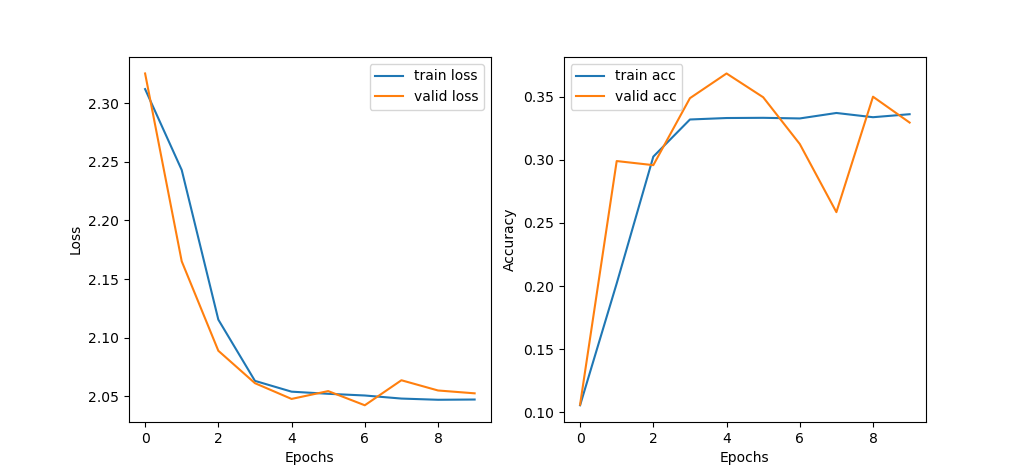 train loss
valid loss
2.30
2.25
2.20
2.15
2.10
2.05
Loss
0 2 4 6 8
Epochs
train acc
valid acc
0.35
0.30
0.25
0.20
0.15
0.10
Accuracy
0 2 4 6 8
Epochs